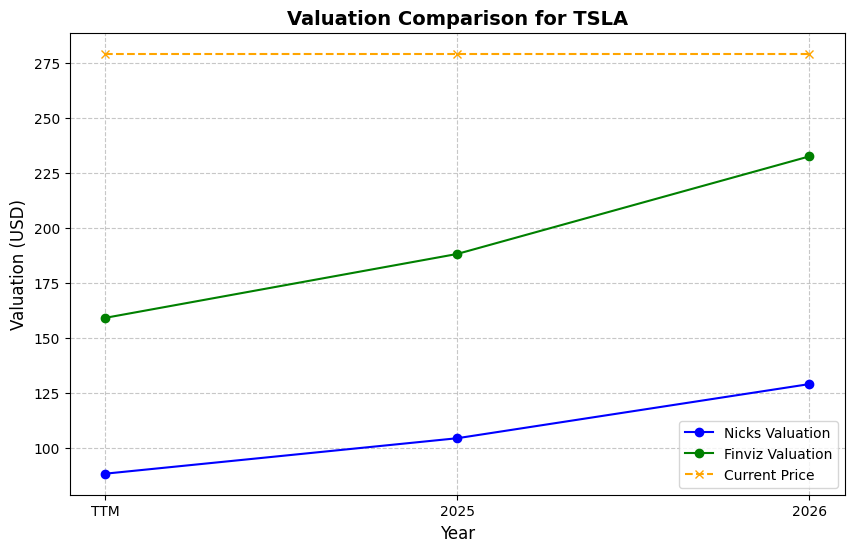 Valuation Comparison for TSLA
Valuation (USD)
275
250
225
200
175
150
125
100
TTM
2025
2026
Year
Nicks Valuation
Finviz Valuation
Current Price